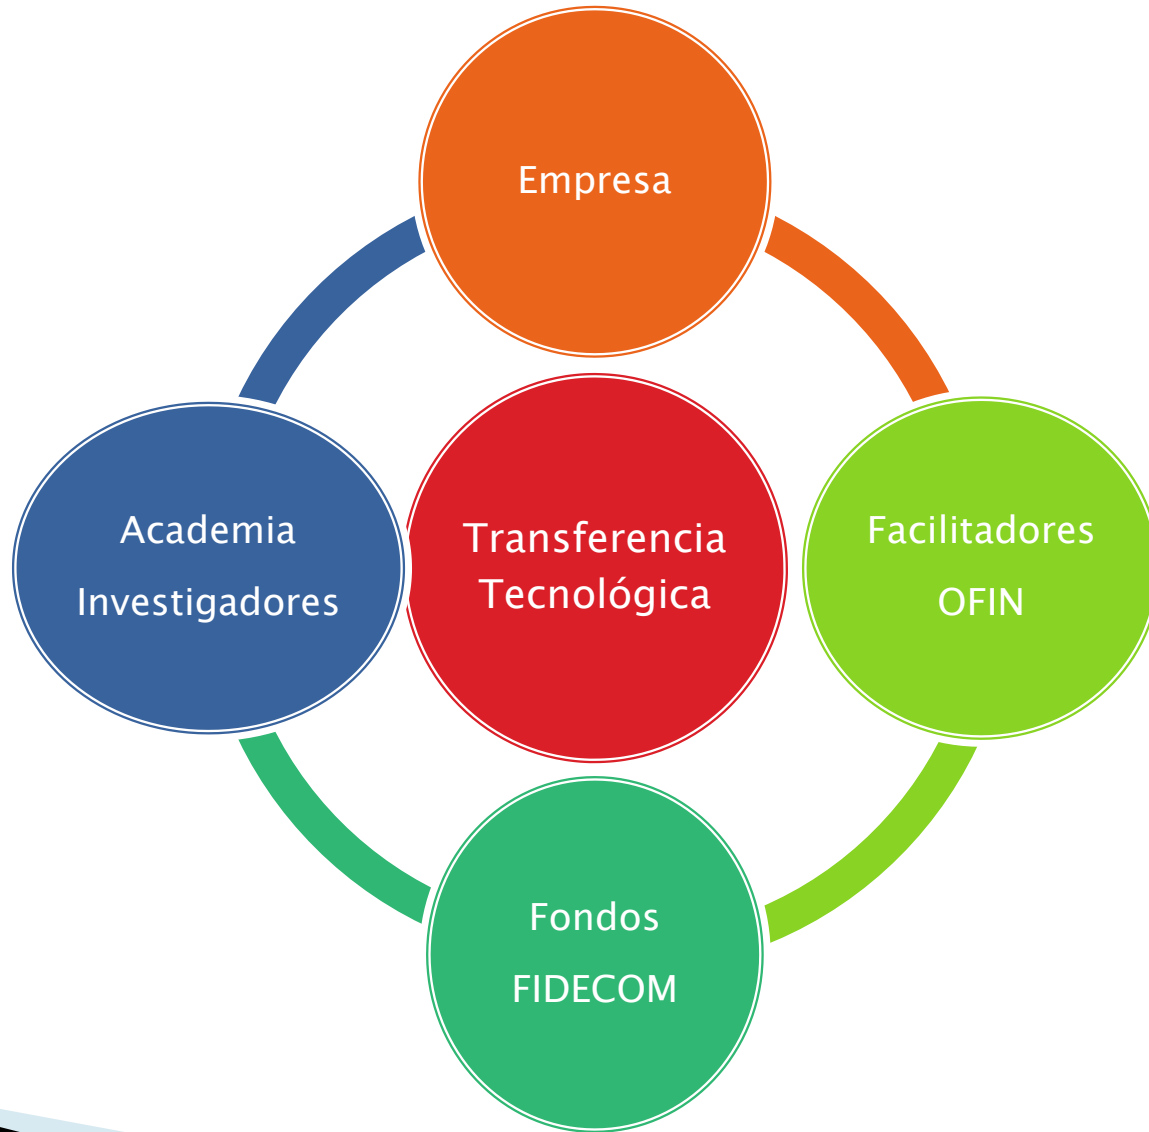 Empresa
Academia
Investigadores
Transferencia
Tecnológica
Facilitadores
OFIN
Fondos
FIDECOM